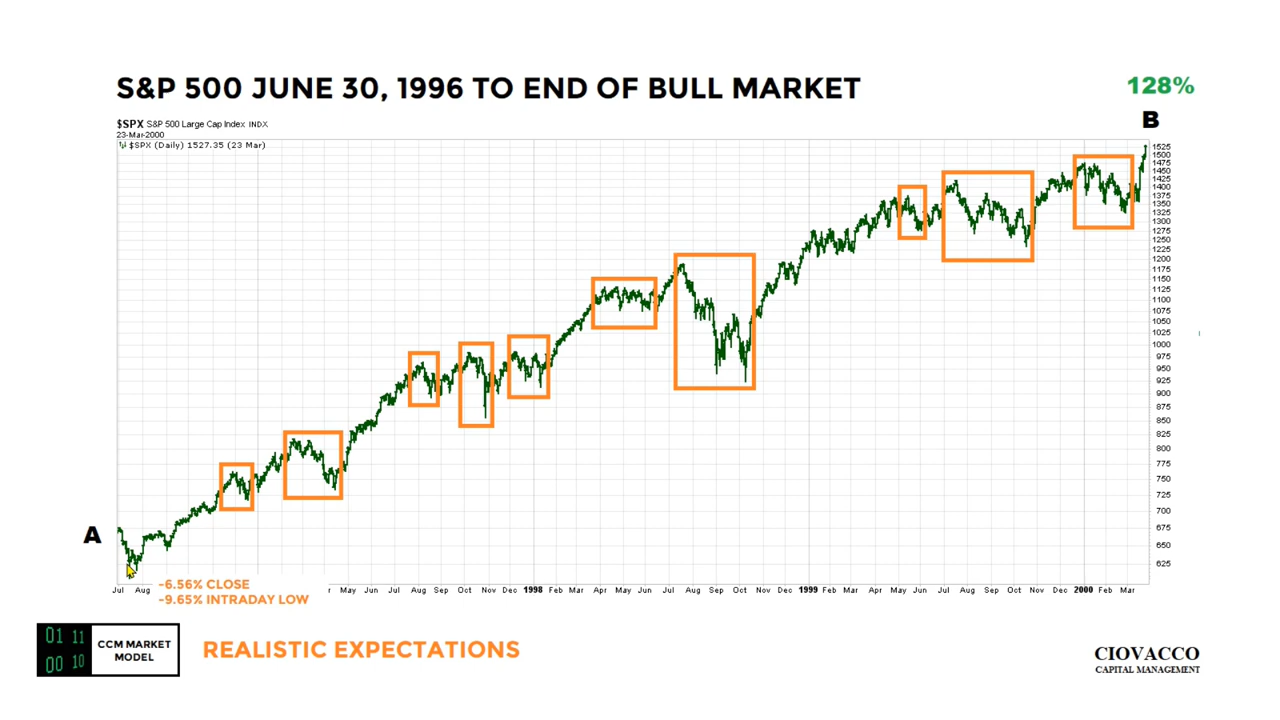 S&P 500 JUNE 30, 1996 TO END OF BULL MARKET
128%
B
$SPX S&P 500 Large Cap Index INDX
23-Mar-2000
$SPX (Daily) 1527.35 (23 Mar)
1525
1500
1475
1450
1425
1400
1375
1350
1325
1300
1275
1250
1225
1200
1175
1150
1125
1100
1075
1050
1025
1000
975
950
925
900
875
850
825
800
775
750
725
700
675
650
625
A
-6.56% CLOSE
-9.65% INTRADAY LOW
Jul Aug May Jun Jul Aug Sep Oct Nov Dec 1998 Feb Mar Apr May Jun Jul Aug Sep Oct Nov Dec 1999 Feb Mar Apr May Jun Jul Aug Sep Oct Nov Dec 2000 Feb Mar
01 11
00 10
CCM MARKET
MODEL
REALISTIC EXPECTATIONS
CIOVACCO
CAPITAL MANAGEMENT